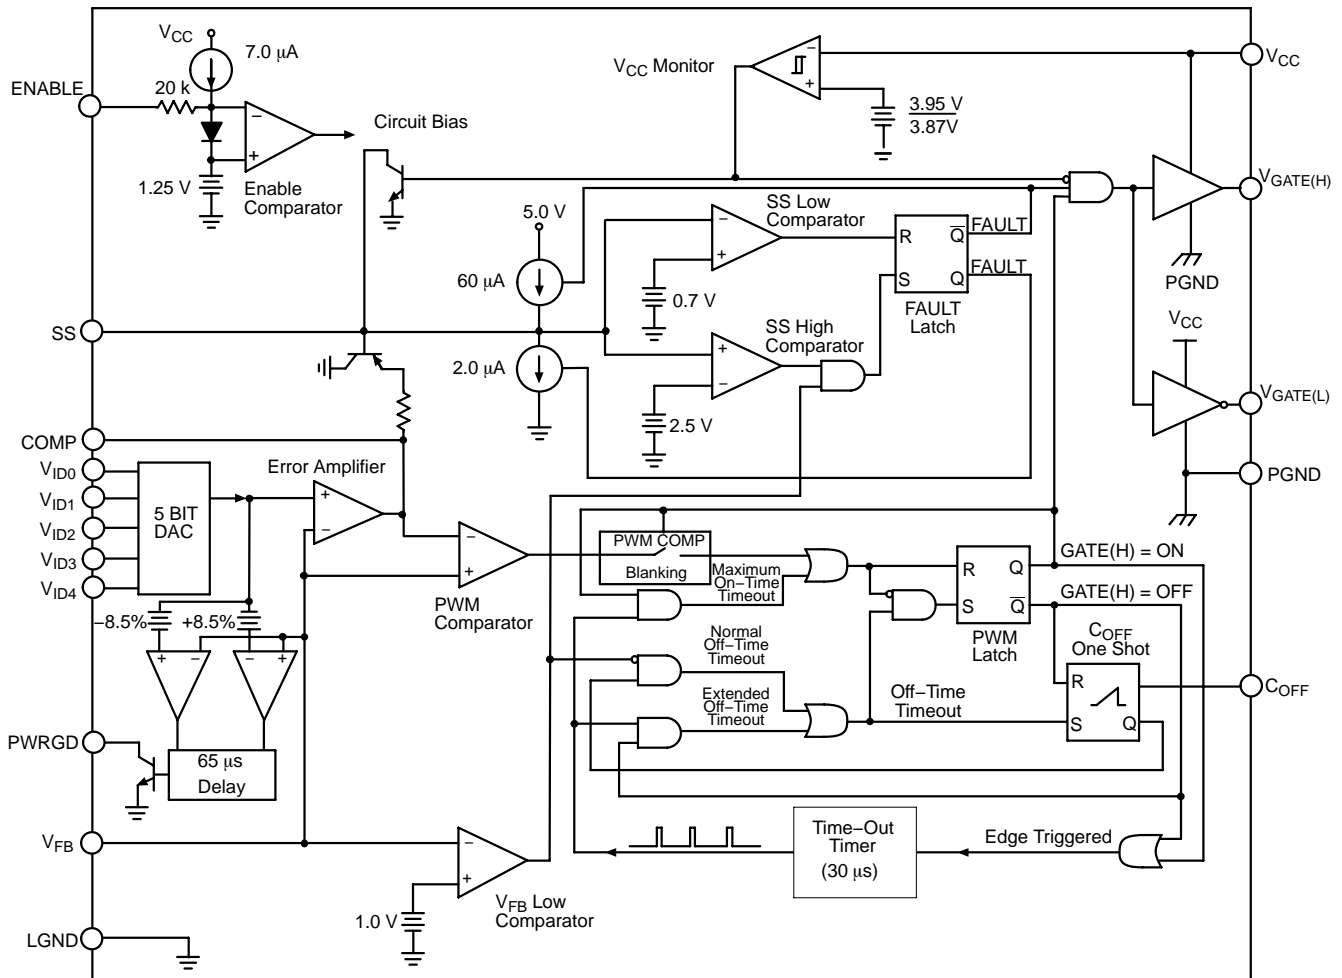 VCC
7.0 μA
ENABLE
20 k
1.25 V
Enable
Comparator
Circuit Bias
VCC Monitor
3.95 V
3.87V
VCC
VGATE(H)
PGND
5.0 V
60 μA
SS Low
Comparator
0.7 V
R
Q
FAULT
S
Q
FAULT
FAULT
Latch
SS
2.0 μA
SS High
Comparator
2.5 V
VCC
VGATE(L)
PGND
COMP
VID0
VID1
VID2
VID3
VID4
5 BIT
DAC
Error Amplifier
−8.5%
+8.5%
PWM
Comparator
PWM COMP
Blanking
Maximum
On−Time
Timeout
R
Q
S
Q
PWM
Latch
GATE(H) = ON
GATE(H) = OFF
Normal
Off−Time
Timeout
Extended
Off−Time
Timeout
Off−Time
Timeout
COFF
One Shot
R
S
Q
COFF
PWRGD
65 μs
Delay
VFB
1.0 V
VFB Low
Comparator
Time−Out
Timer
(30 μs)
Edge Triggered
LGND